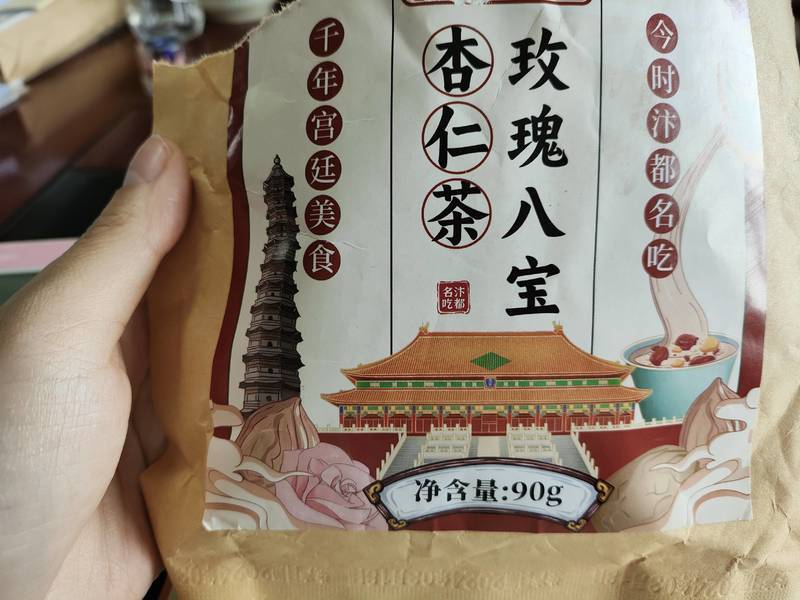 千年宫廷美食
杏仁茶
玫瑰八宝
今时汴都名吃
汴都
名吃
净含量:90g